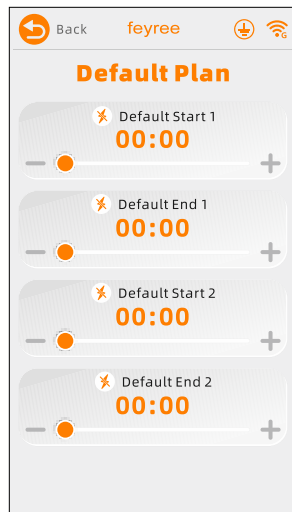 Back feyree G
Default Plan
Default Start 1
00:00
Default End 1
00:00
Default Start 2
00:00
Default End 2
00:00